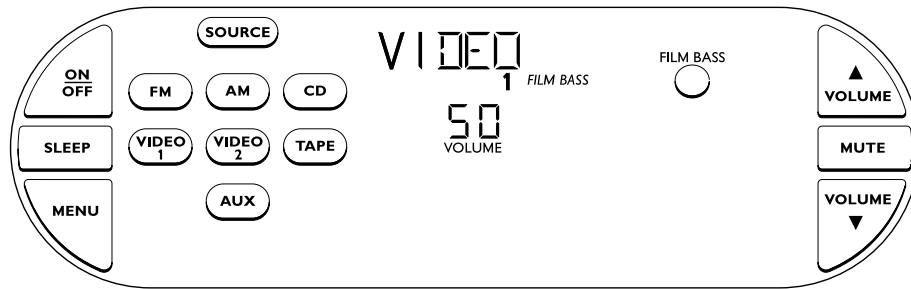 SOURCE
ON
OFF
FM
AM
CD
SLEEP
VIDEO
1
VIDEO
2
TAPE
MENU
AUX
VIDEO
1 FILM BASS
50
VOLUME
FILM BASS
▲
VOLUME
MUTE
VOLUME
▼